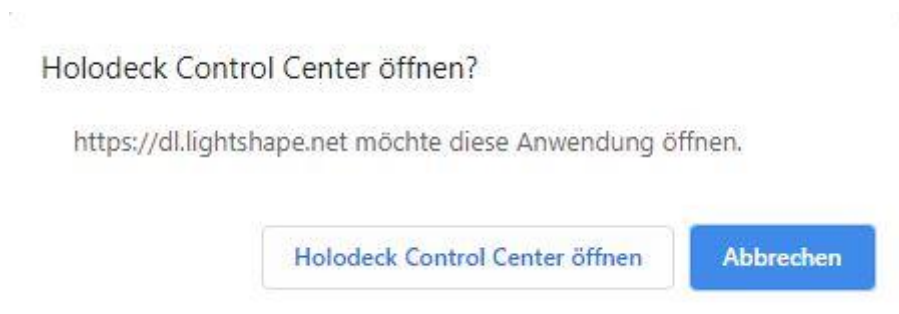 Holodeck Control Center öffnen?
https://dl.lightshape.net möchte diese Anwendung öffnen.
Holodeck Control Center öffnen Abbrechen